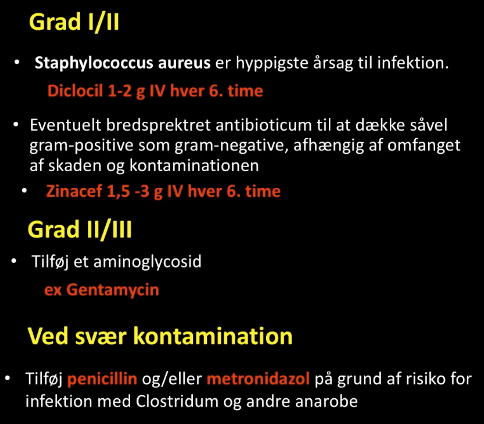 Grad I/II
• Staphylococcus aureus er hyppigste årsag til infektion.
Diclocil 1-2 g IV hver 6. time
• Eventuelt bredsprektret antibioticum til at dække såvel
gram-positive som gram-negative, afhængig af omfanget
af skaden og kontaminationen
• Zinacef 1,5 -3 g IV hver 6. time
Grad II/III
• Tilføj et aminoglycosid
ex Gentamycin
Ved svær kontamination
• Tilføj penicillin og/eller metronidazol på grund af risiko for
infektion med Clostridum og andre anarobe